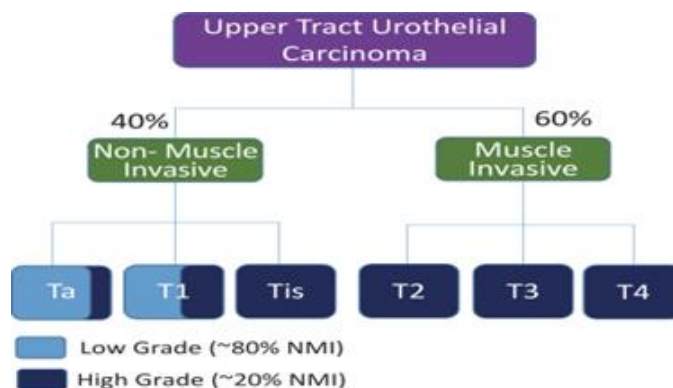 Upper Tract Urothelial
Carcinoma
40%
60%
Non- Muscle
Invasive
Muscle
Invasive
Ta
T1
Tis
T2
T3
T4
Low Grade (~80% NMI)
High Grade (~20% NMI)